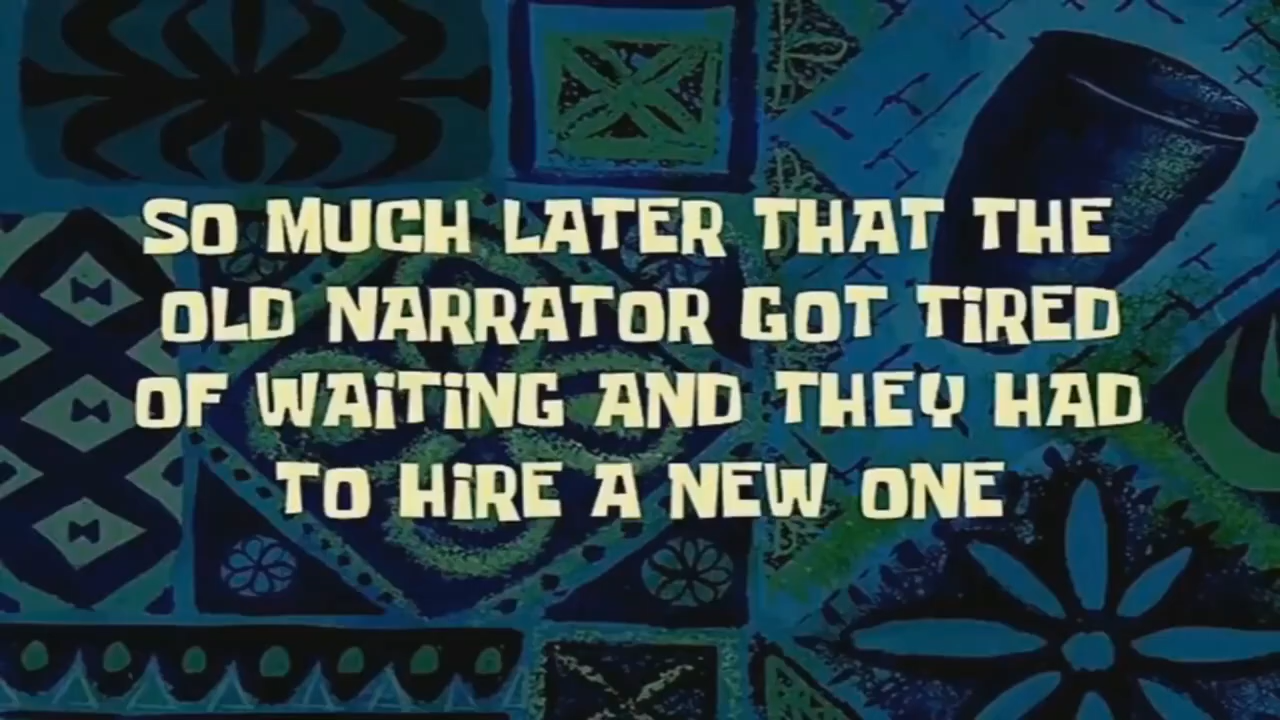 SO MUCH LATER THAT THE
OLD NARRATOR GOT TiRED
OF WAiTiNG AND THEY HAD
TO HiRE A NEW ONE